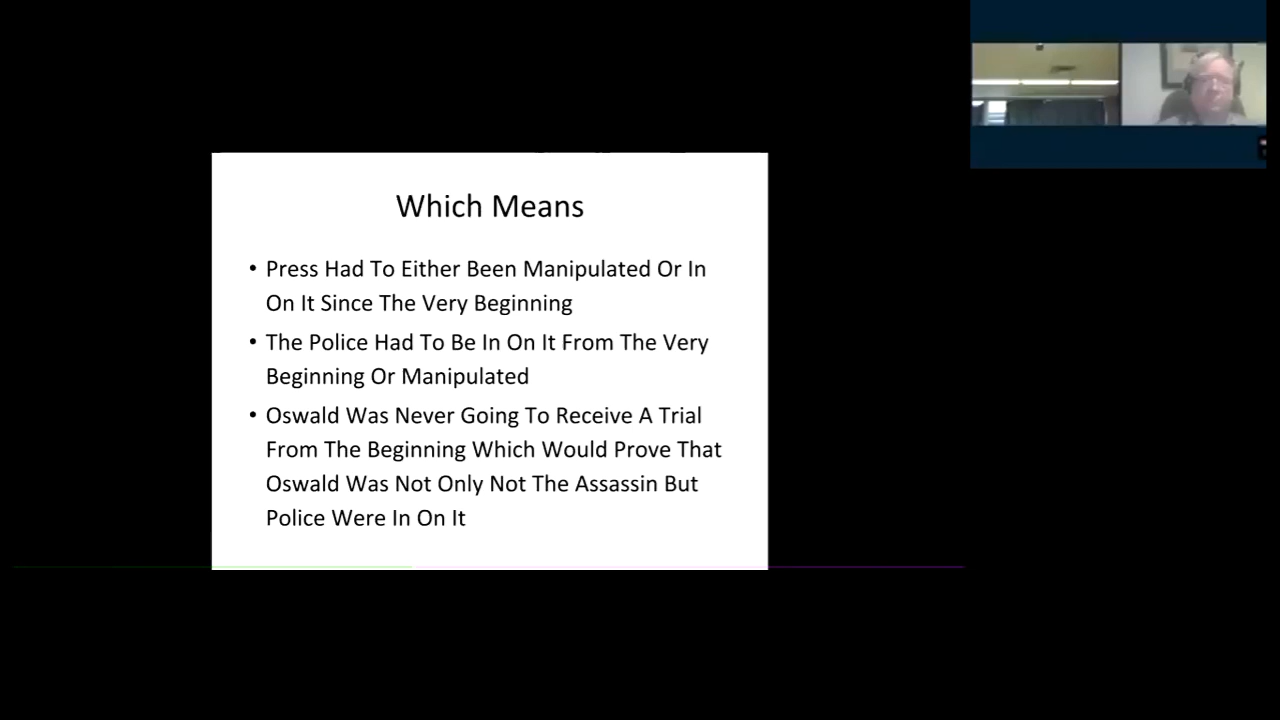 Which Means
• Press Had To Either Been Manipulated Or In
On It Since The Very Beginning
• The Police Had To Be In On It From The Very
Beginning Or Manipulated
• Oswald Was Never Going To Receive A Trial
From The Beginning Which Would Prove That
Oswald Was Not Only Not The Assassin But
Police Were In On It